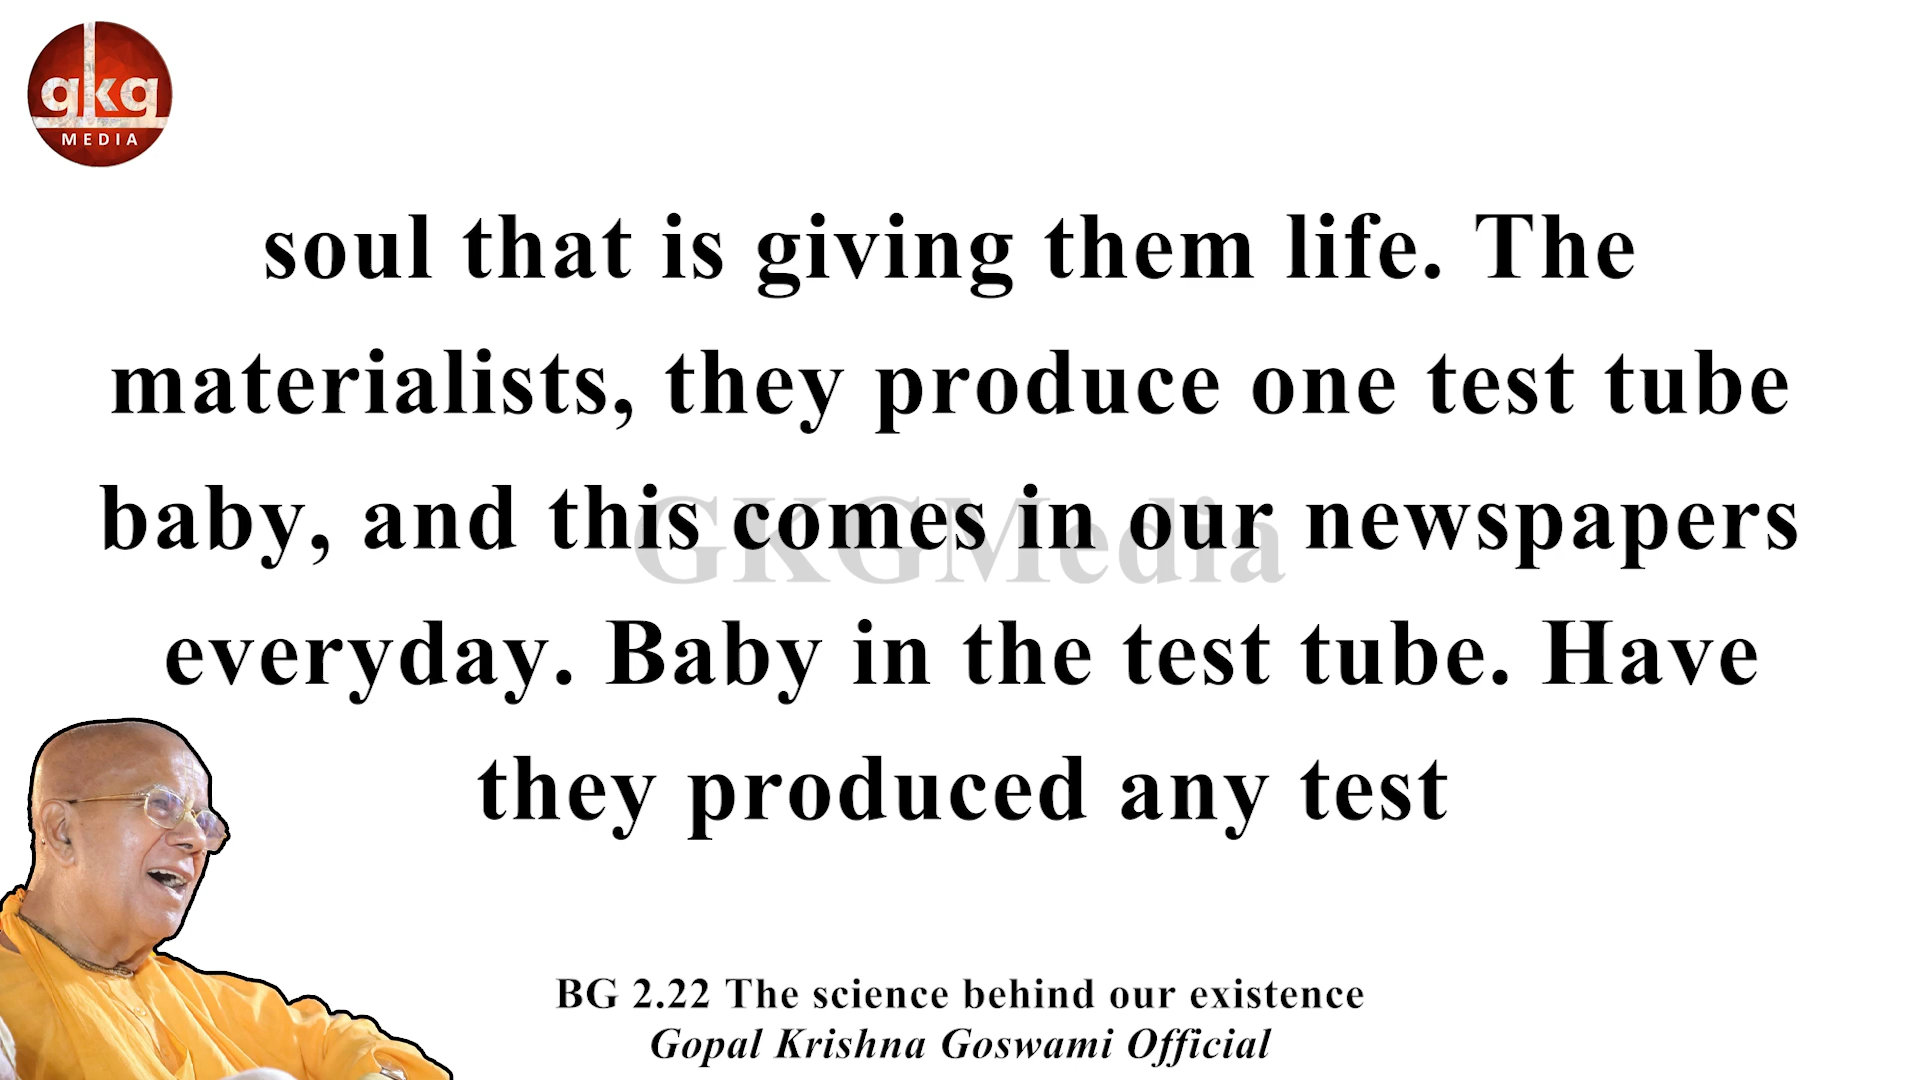 gkg
MEDIA
soul that is giving them life. The
materialists, they produce one test tube
baby, and this comes in our newspapers
GKGMedia
everyday. Baby in the test tube. Have
they produced any test
BG 2.22 The science behind our existence
Gopal Krishna Goswami Official